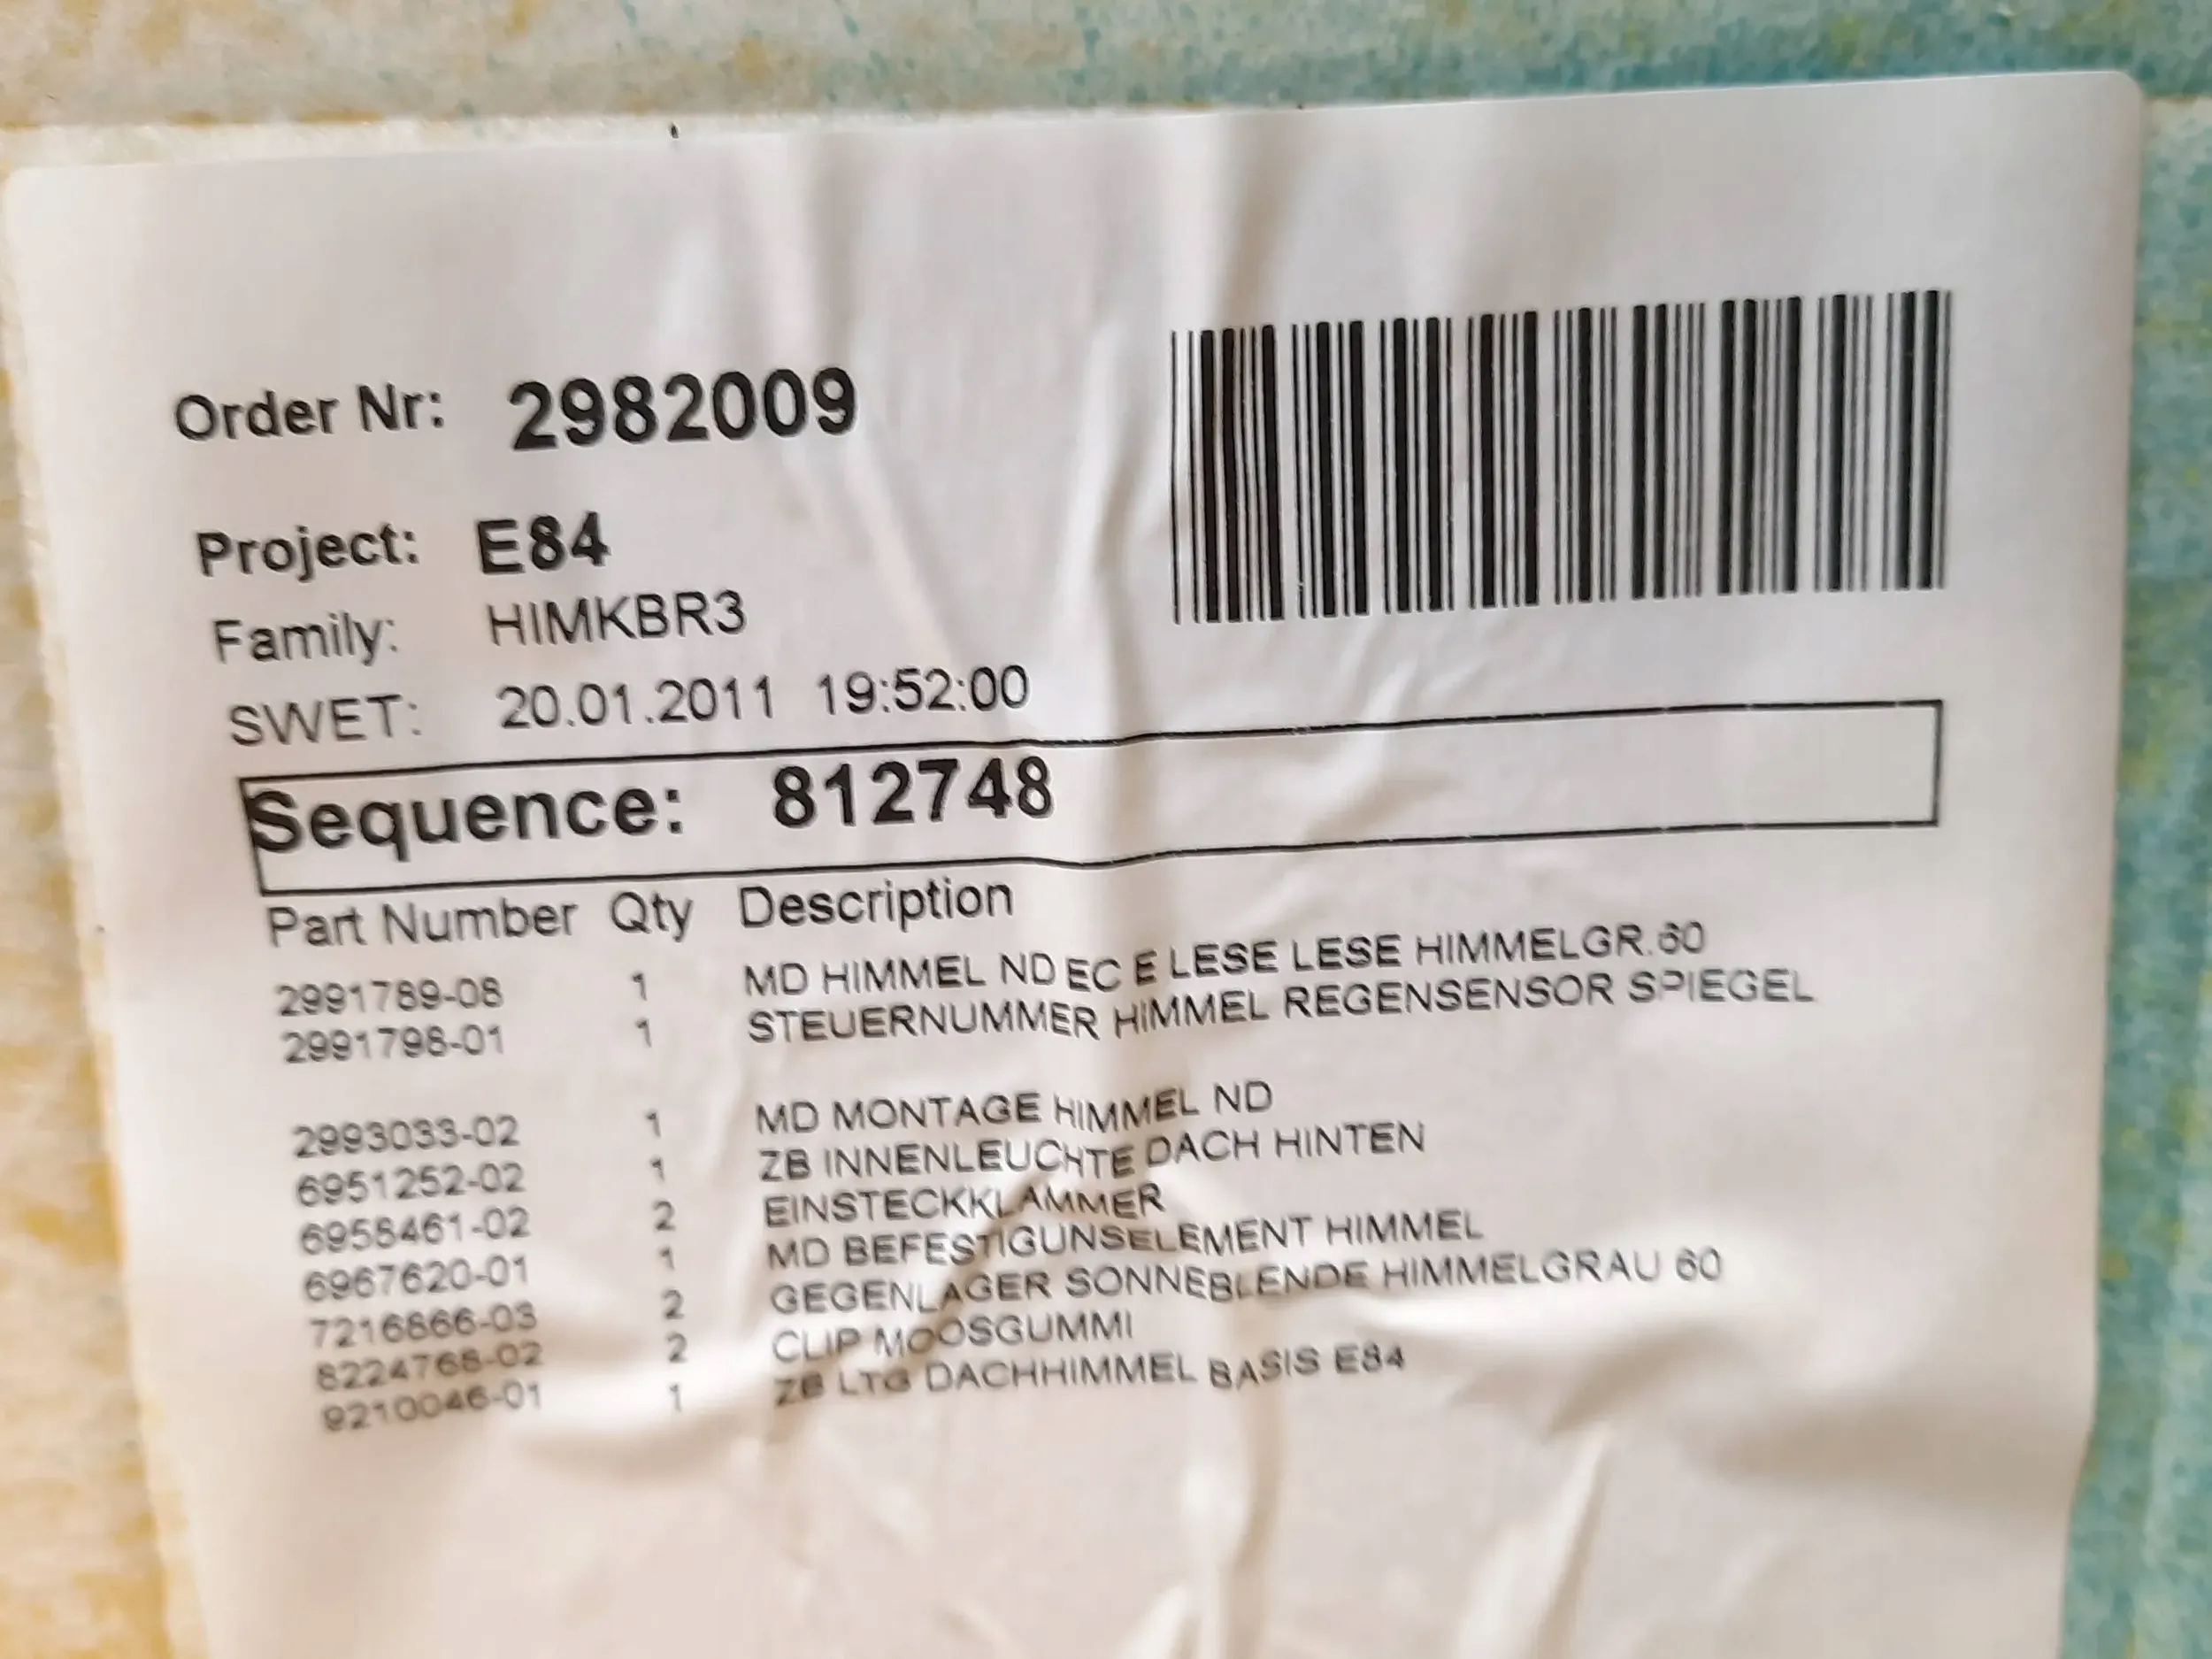 Order Nr: 2982009
Project: E84
Family: HIMKBR3
SWET: 20.01.2011 19:52:00
Sequence: 812748
Part Number Qty Description
2991789-08 1 MD HIMMEL ND EC E LESE LESE HIMMELGR.60
2991798-01 1 STEUERNUMMER HIMMEL REGENSENSOR SPIEGEL
2993033-02 1 MD MONTAGE HIMMEL ND
6951252-02 1 ZB INNENLEUCHTE DACH HINTEN
6958461-02 2 EINSTECKKLAMMER
6967620-01 1 MD BEFESTIGUNSELEMENT HIMMEL
7216866-03 2 GEGENLAGER SONNEBLENDE HIMMELGRAU 60
8224768-02 2 CLIP MOOSGUMMI
9210046-01 1 ZB LTG DACHHIMMEL BASIS E84